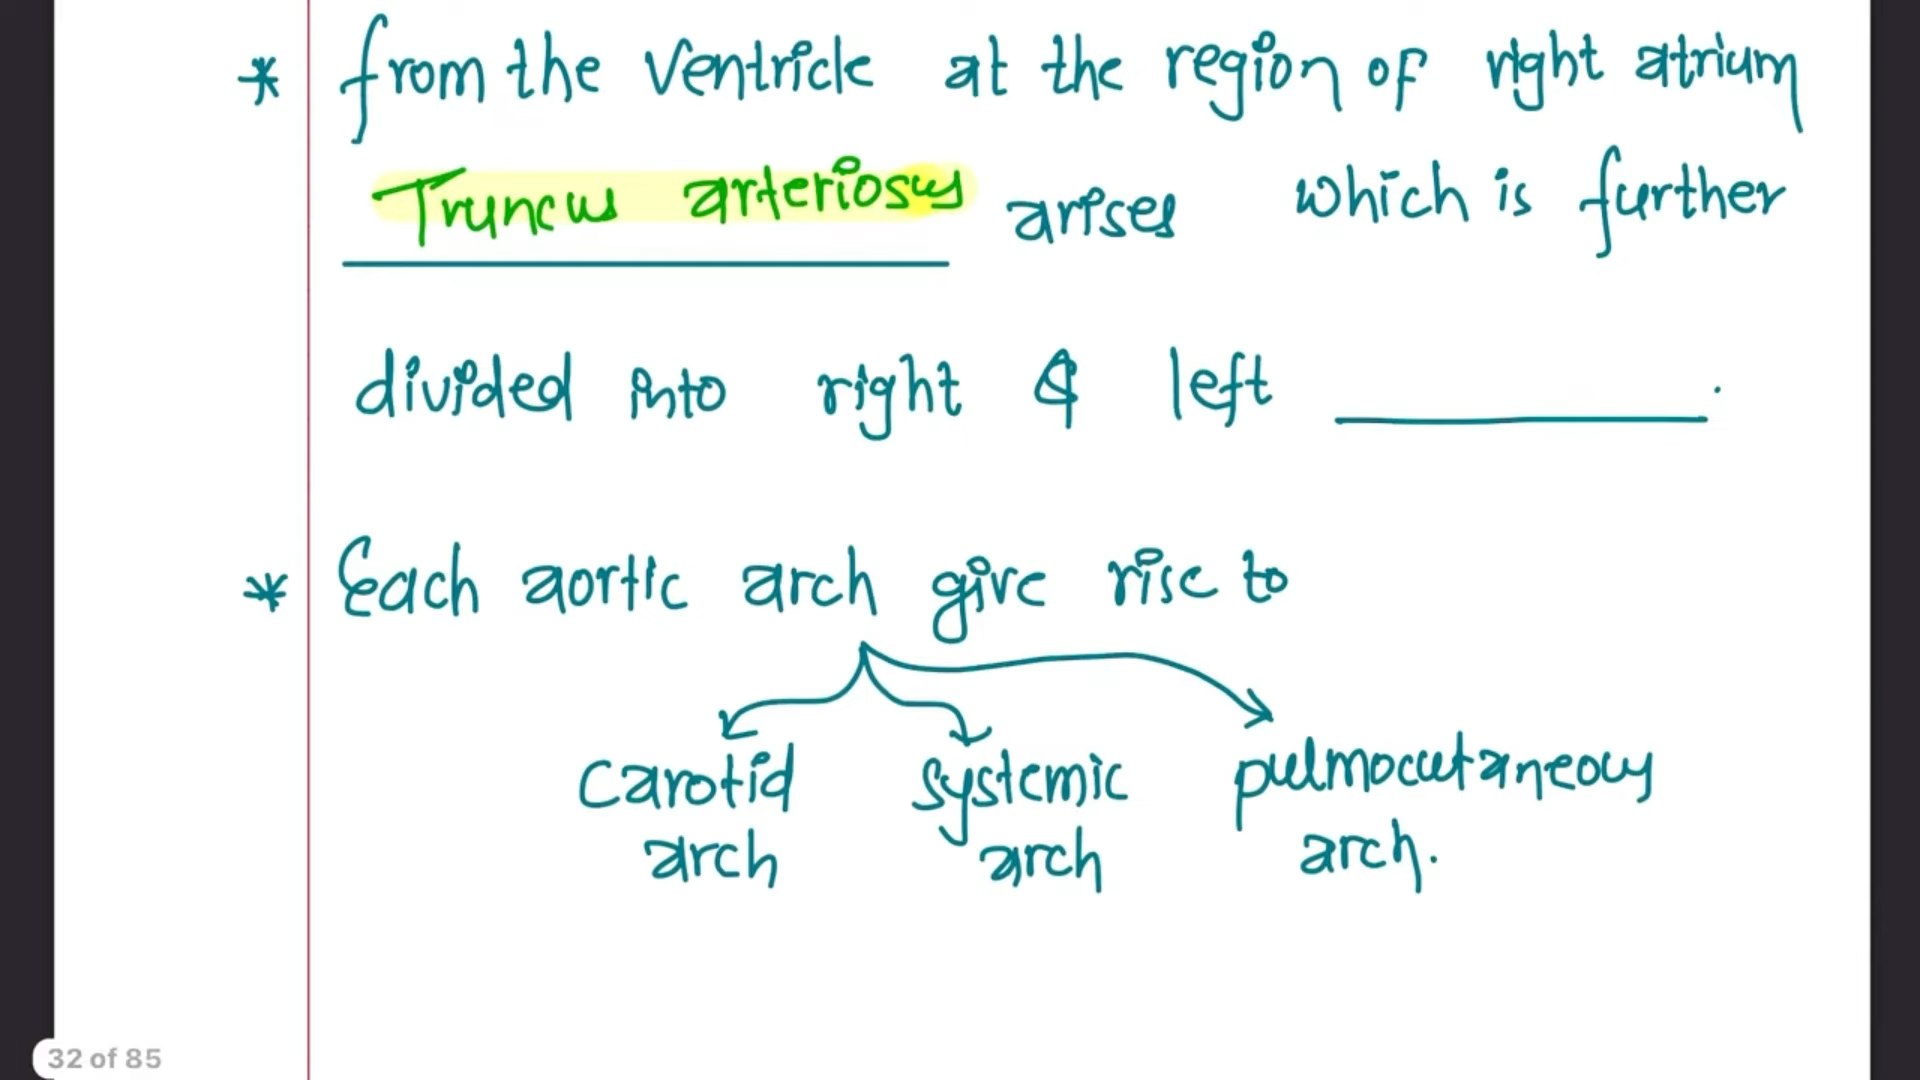 * from the ventricle at the region of right atrium
Truncus arteriosus arises which is further
divided into right & left ________.
* Each aortic arch give rise to
carotid systemic pulmocutaneous
arch arch arch.
32 of 85